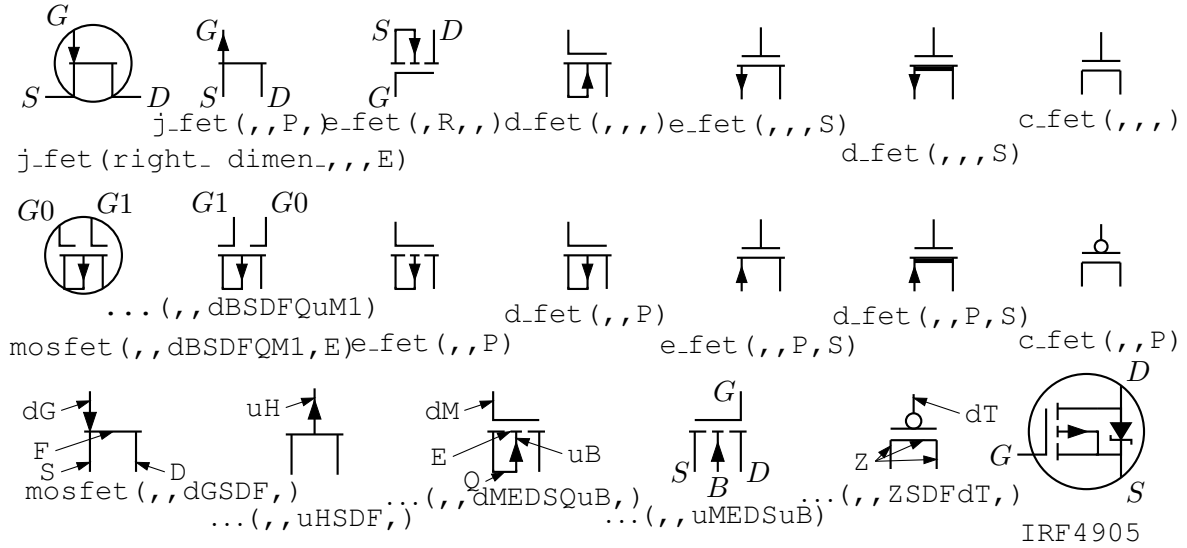 G
G
S
D
S
D
S
D
G
j_fet(,,P,)
e_fet(,R,,)
d_fet(,,,)
e_fet(,,,S)
c_fet(,,,)
j_fet(right_ dimen_,,,E)
d_fet(,,,S)
G0
G1
G1
G0
...(,,dBSDFQuM1)
d_fet(,,P)
d_fet(,,P,S)
mosfet(,,dBSDFQM1,E)
e_fet(,,P)
e_fet(,,P,S)
c_fet(,,P)
dG
F
S
D
mosfet(,,dGSDF,)
uH
...(,,uHSDF,)
dM
E
uB
Q
...(,,dMEDSQuB,)
G
S
B
D
...(,,uMEDSuB)
dT
Z
...(,,ZSDFdT,)
D
G
S
IRF4905